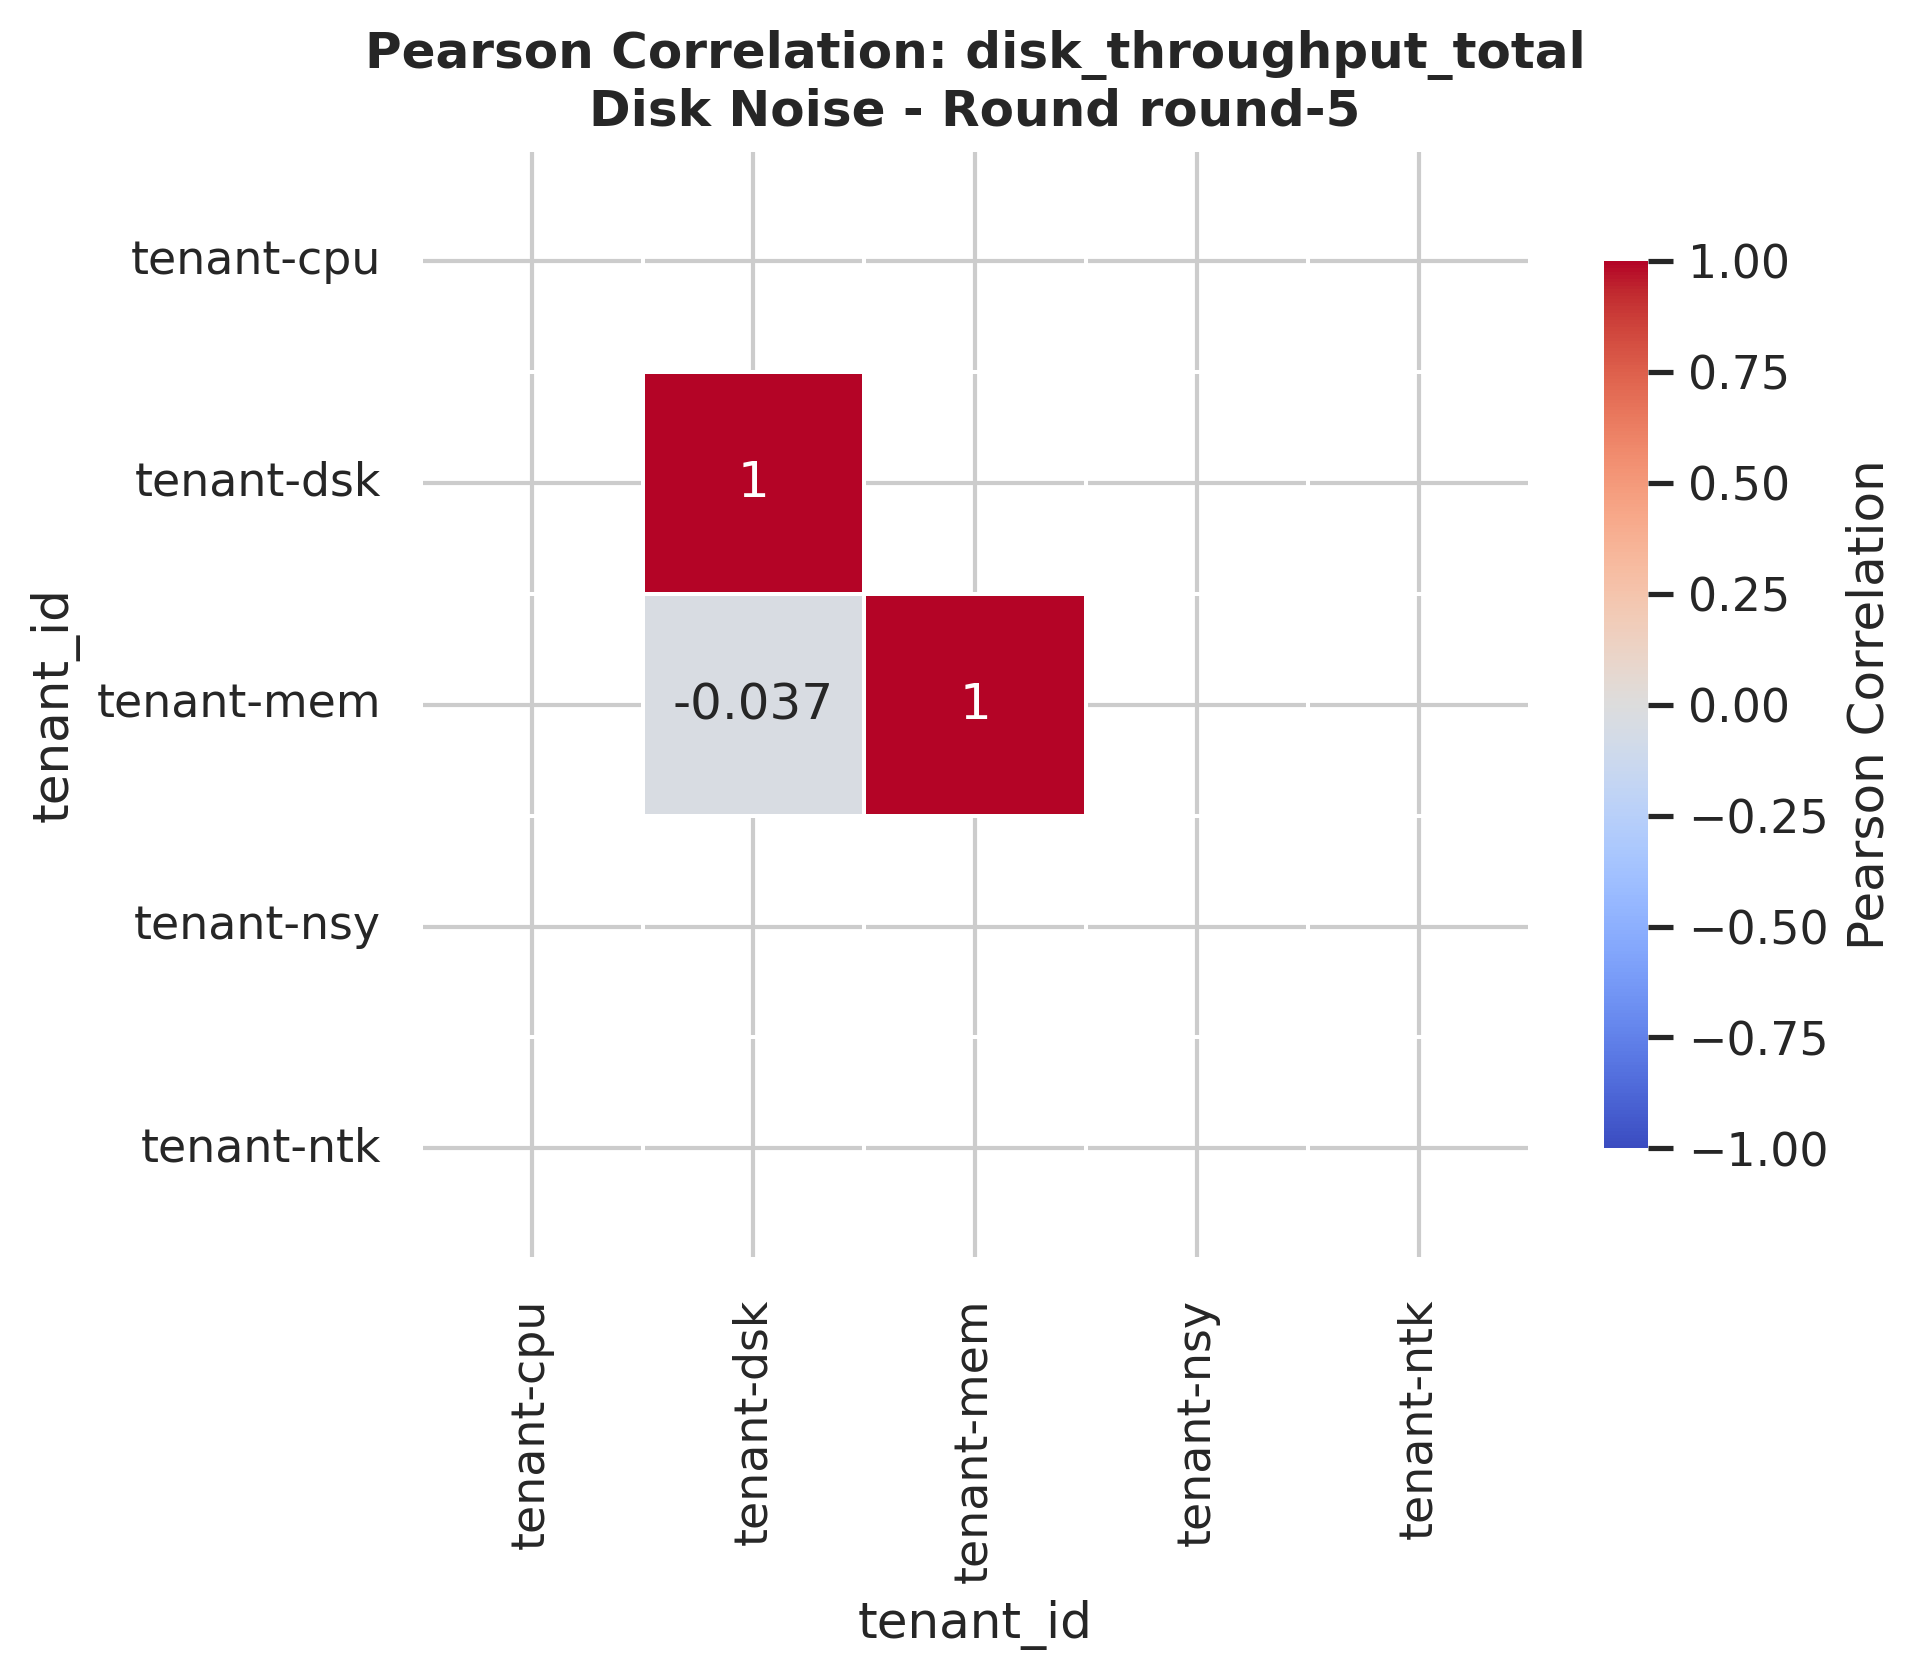 Pearson Correlation: disk_throughput_total
Disk Noise - Round round-5
tenant_id
tenant-cpu
tenant-dsk
tenant-mem
tenant-nsy
tenant-ntk
1
-0.037
1
tenant-cpu
tenant-dsk
tenant-mem
tenant-nsy
tenant-ntk
tenant_id
1.00
0.75
0.50
0.25
0.00
−0.25
−0.50
−0.75
−1.00
Pearson Correlation